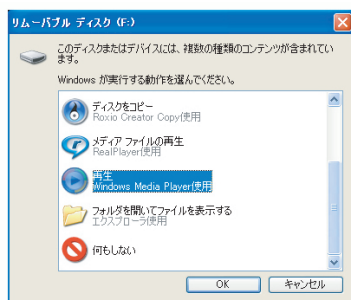 リムーバブル ディスク (F:)
このディスクまたはデバイスには、複数の種類のコンテンツが含まれてい
ます。
Windows が実行する動作を選んでください。
ディスクをコピー
Roxio Creator Copy使用
メディア ファイルの再生
RealPlayer使用
再生
Windows Media Player使用
フォルダを開いてファイルを表示する
エクスプローラ使用
何もしない
OK
キャンセル